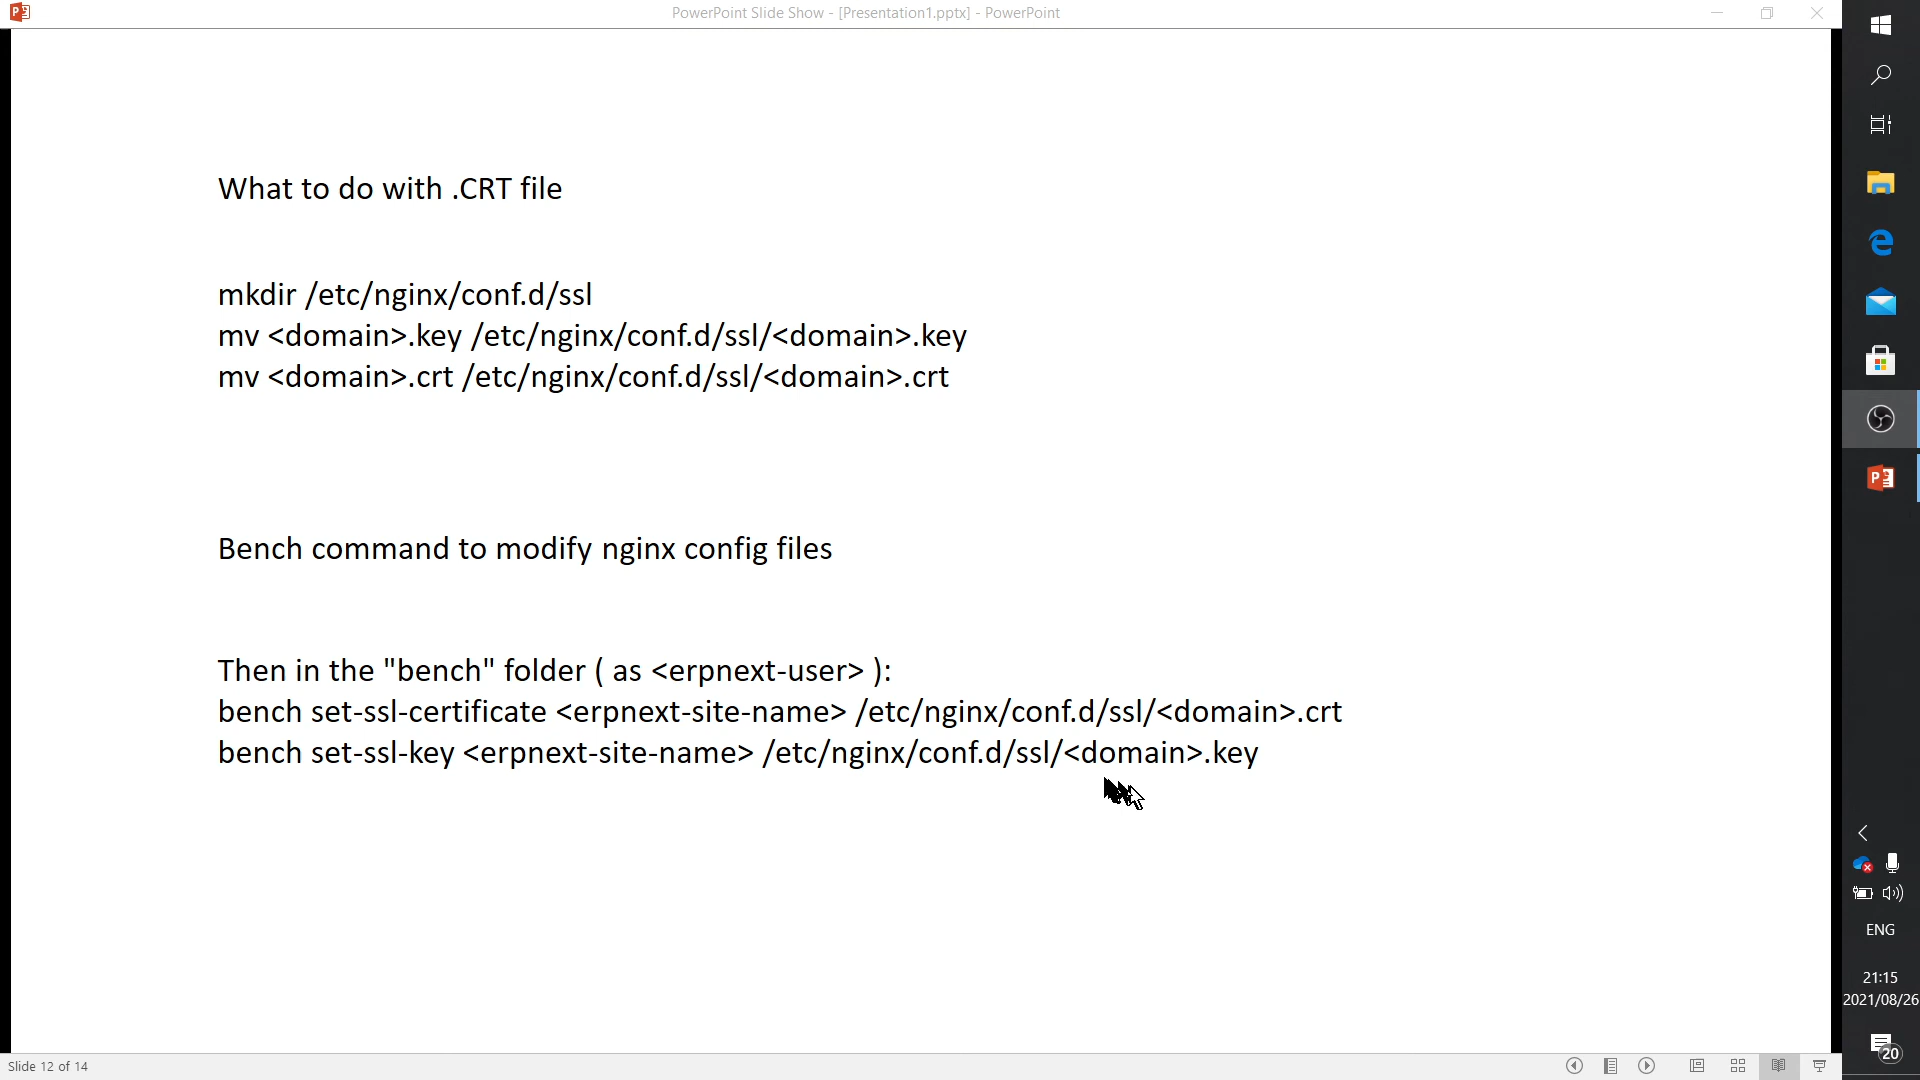 PowerPoint Slide Show - [Presentation1.pptx] - PowerPoint
What to do with .CRT file
mkdir /etc/nginx/conf.d/ssl
mv <domain>.key /etc/nginx/conf.d/ssl/<domain>.key
mv <domain>.crt /etc/nginx/conf.d/ssl/<domain>.crt
Bench command to modify nginx config files
Then in the "bench" folder ( as <erpnext-user> ):
bench set-ssl-certificate <erpnext-site-name> /etc/nginx/conf.d/ssl/<domain>.crt
bench set-ssl-key <erpnext-site-name> /etc/nginx/conf.d/ssl/<domain>.key
ENG
21:15
2021/08/26
20
Slide 12 of 14